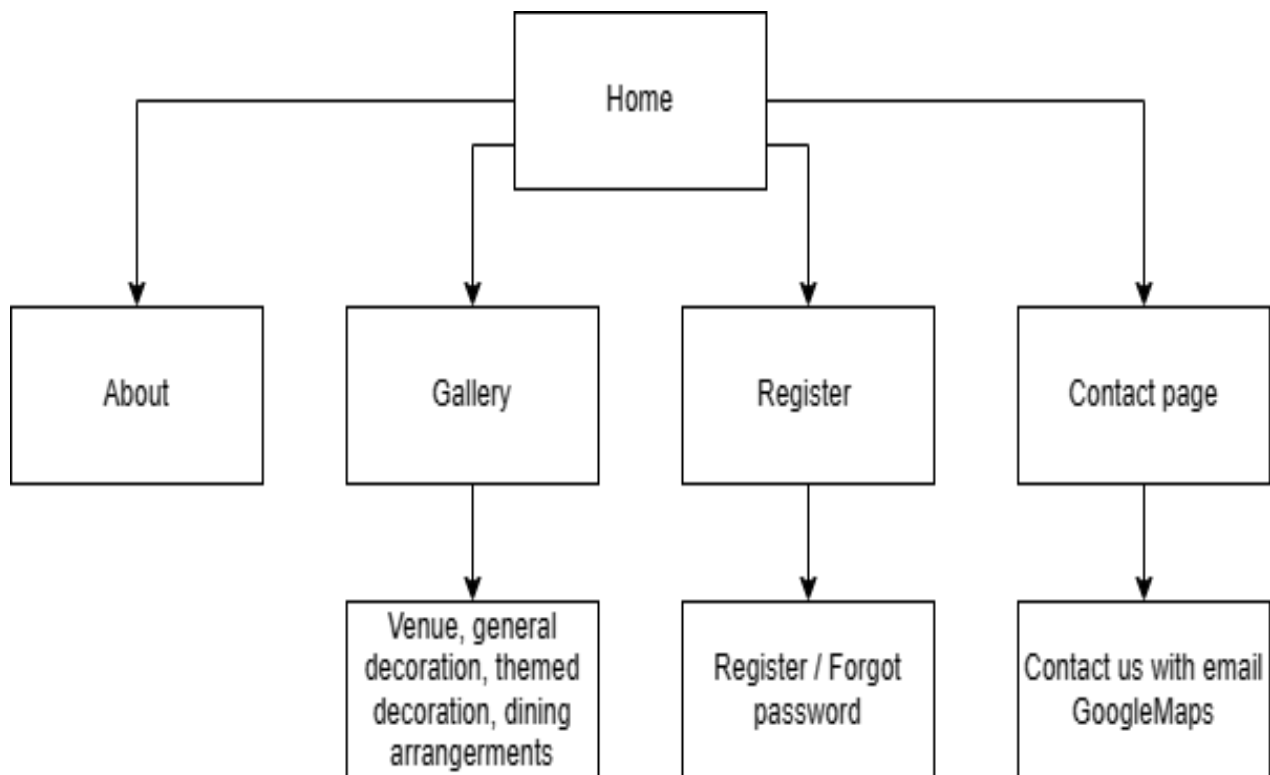 Home
About
Gallery
Register
Contact page
Venue, general
decoration, themed
decoration, dining
arrangerments
Register / Forgot
password
Contact us with email
GoogleMaps